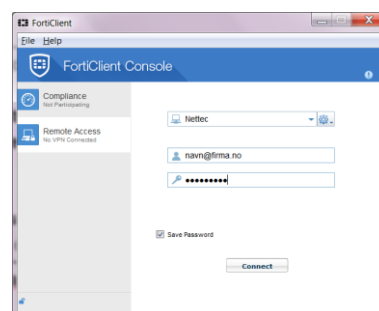 FortiClient
File Help
FortiClient Console
Compliance
Not Participating
Remote Access
No VPN Connected
Nettec
navn@firma.no
•••••••••
Save Password
Connect